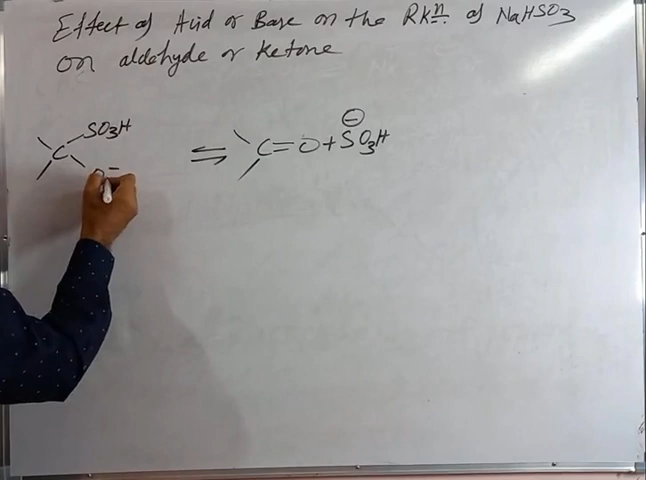 Effect of Acid or Base on the Rkn of NaHSO3
on aldehyde or Ketone
C SO3H ⇌ C=O + ⊖SO3H